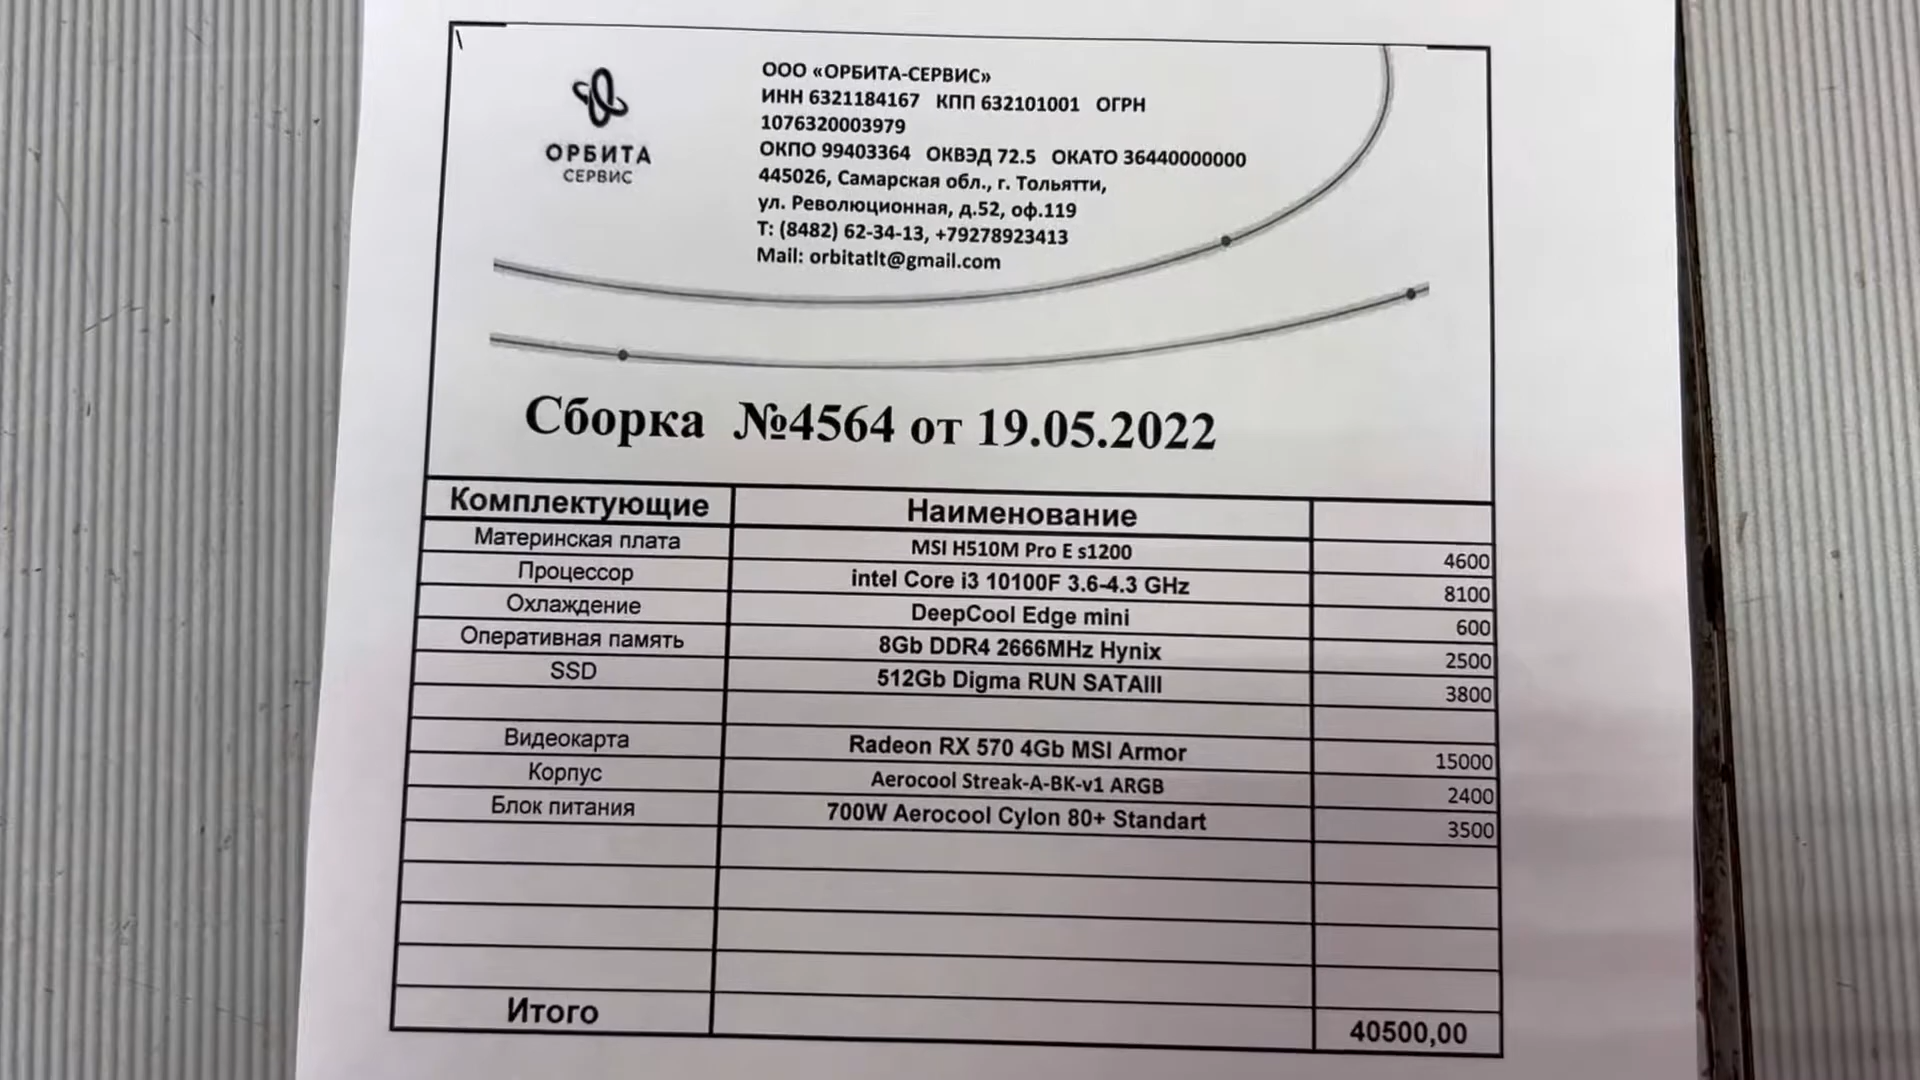 ОРБИТА
СЕРВИС
ООО «ОРБИТА-СЕРВИС»
ИНН 6321184167 КПП 632101001 ОГРН
1076320003979
ОКПО 99403364 ОКВЭД 72.5 ОКАТО 36440000000
445026, Самарская обл., г. Тольятти,
ул. Революционная, д.52, оф.119
Т: (8482) 62-34-13, +79278923413
Mail: orbitatlt@gmail.com
Сборка №4564 от 19.05.2022
Комплектующие Наименование
Материнская плата MSI H510M Pro E s1200 4600
Процессор intel Core i3 10100F 3.6-4.3 GHz 8100
Охлаждение DeepCool Edge mini 600
Оперативная память 8Gb DDR4 2666MHz Hynix 2500
SSD 512Gb Digma RUN SATAIII 3800
Видеокарта Radeon RX 570 4Gb MSI Armor 15000
Корпус Aerocool Streak-A-BK-v1 ARGB 2400
Блок питания 700W Aerocool Cylon 80+ Standart 3500
Итого 40500,00